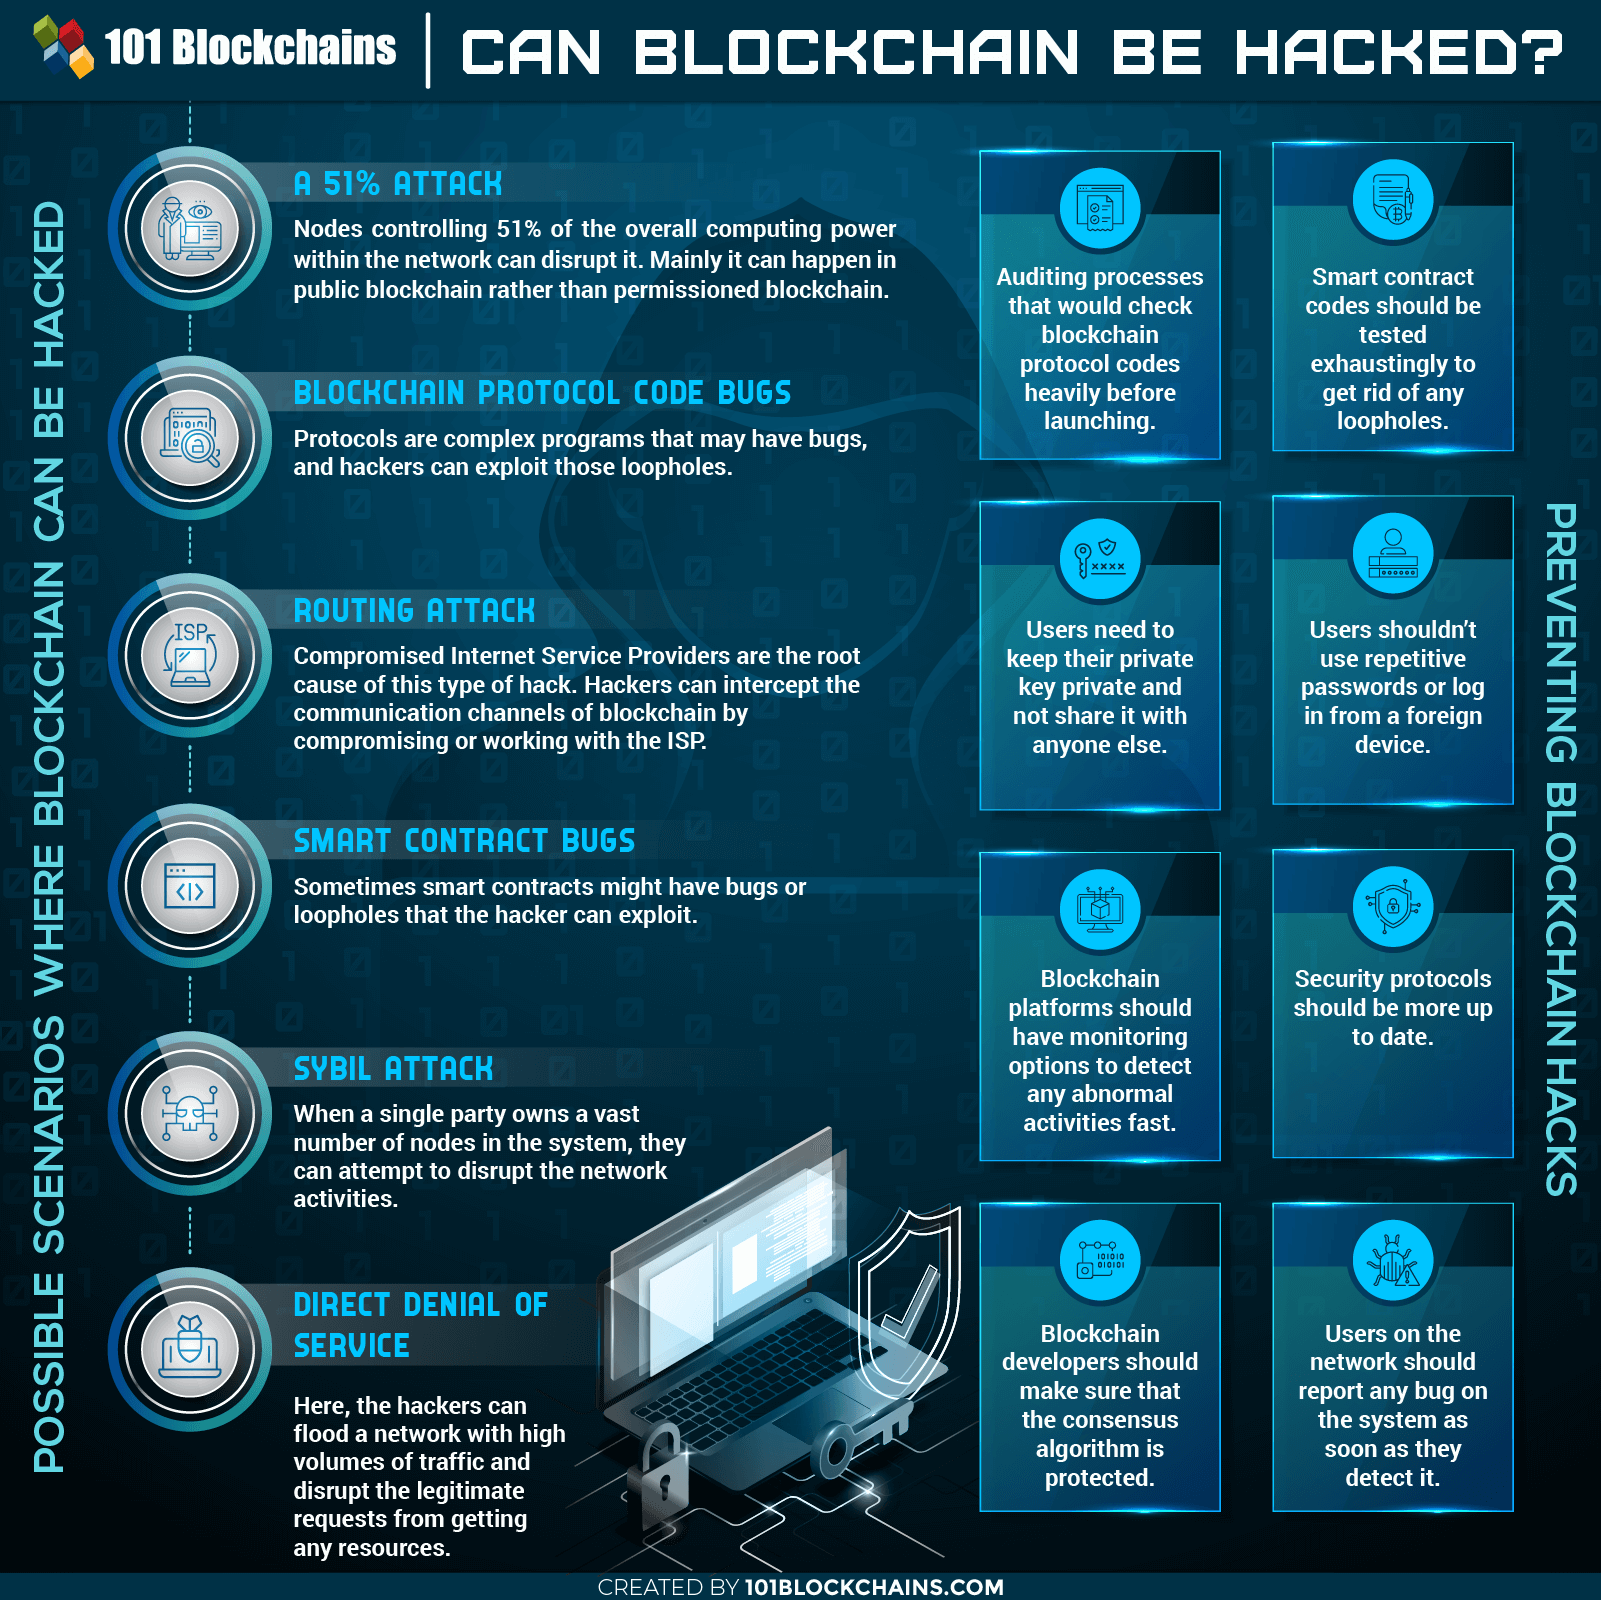 101 Blockchains
CAN BLOCKCHAIN BE HACKED?
POSSIBLE SCENARIOS WHERE BLOCKCHAIN CAN BE HACKED
A 51% ATTACK
Nodes controlling 51% of the overall computing power
within the network can disrupt it. Mainly it can happen in
public blockchain rather than permissioned blockchain.
BLOCKCHAIN PROTOCOL CODE BUGS
Protocols are complex programs that may have bugs,
and hackers can exploit those loopholes.
ROUTING ATTACK
ISP
Compromised Internet Service Providers are the root
cause of this type of hack. Hackers can intercept the
communication channels of blockchain by
compromising or working with the ISP.
SMART CONTRACT BUGS
Sometimes smart contracts might have bugs or
loopholes that the hacker can exploit.
SYBIL ATTACK
When a single party owns a vast
number of nodes in the system, they
can attempt to disrupt the network
activities.
DIRECT DENIAL OF
SERVICE
Here, the hackers can
flood a network with high
volumes of traffic and
disrupt the legitimate
requests from getting
any resources.
PREVENTING BLOCKCHAIN HACKS
Auditing processes
that would check
blockchain
protocol codes
heavily before
launching.
Smart contract
codes should be
tested
exhaustingly to
get rid of any
loopholes.
Users need to
keep their private
key private and
not share it with
anyone else.
Users shouldn't
use repetitive
passwords or log
in from a foreign
device.
Blockchain
platforms should
have monitoring
options to detect
any abnormal
activities fast.
Security protocols
should be more up
to date.
10101O
O10101
Blockchain
developers should
make sure that
the consensus
algorithm is
protected.
Users on the
network should
report any bug on
the system as
soon as they
detect it.
CREATED BY 101BLOCKCHAINS.COM